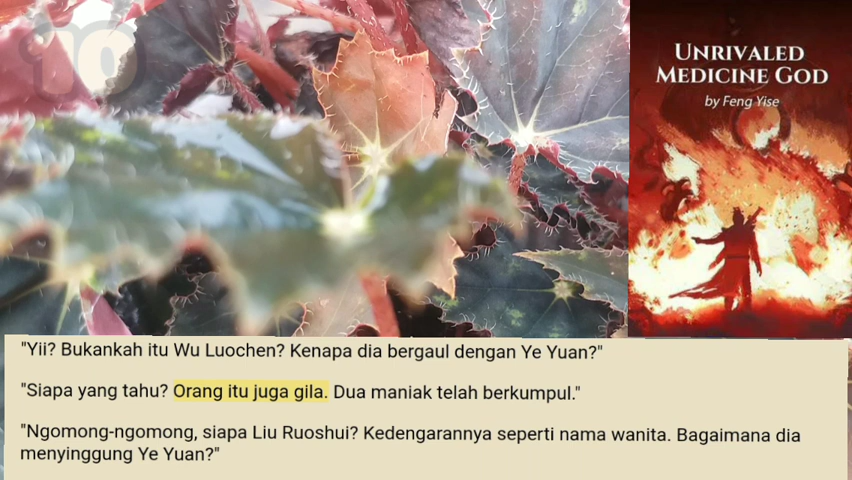 10
UNRIVALED
MEDICINE GOD
by Feng Yise
"Yii? Bukankah itu Wu Luochen? Kenapa dia bergaul dengan Ye Yuan?"
"Siapa yang tahu? Orang itu juga gila. Dua maniak telah berkumpul."
"Ngomong-ngomong, siapa Liu Ruoshui? Kedengarannya seperti nama wanita. Bagaimana dia
menyinggung Ye Yuan?"